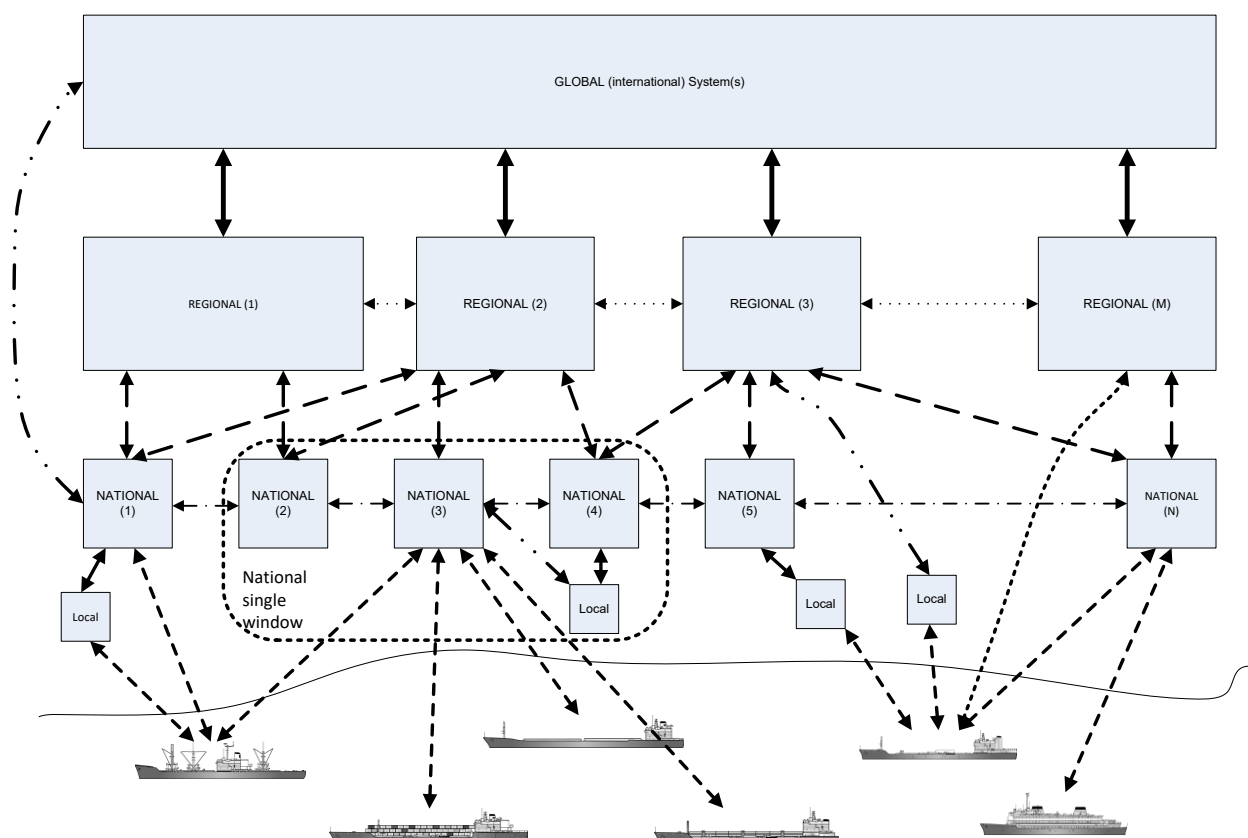 GLOBAL (international) System(s)
REGIONAL (1)
REGIONAL (2)
REGIONAL (3)
REGIONAL (M)
NATIONAL
(1)
NATIONAL
(2)
NATIONAL
(3)
NATIONAL
(4)
NATIONAL
(5)
NATIONAL
(N)
National
single
window
Local
Local
Local
Local